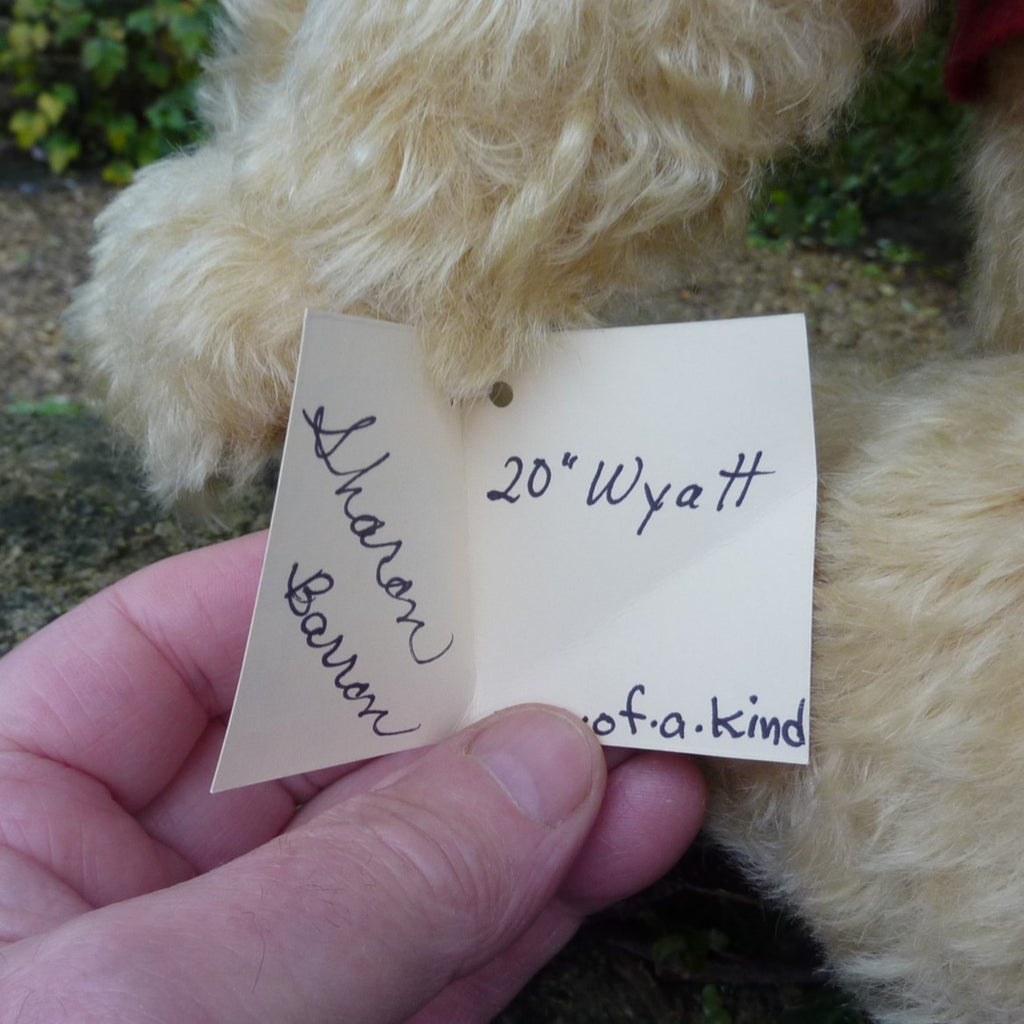 Sharon
Barron
20" Wyatt
·of·a·kind